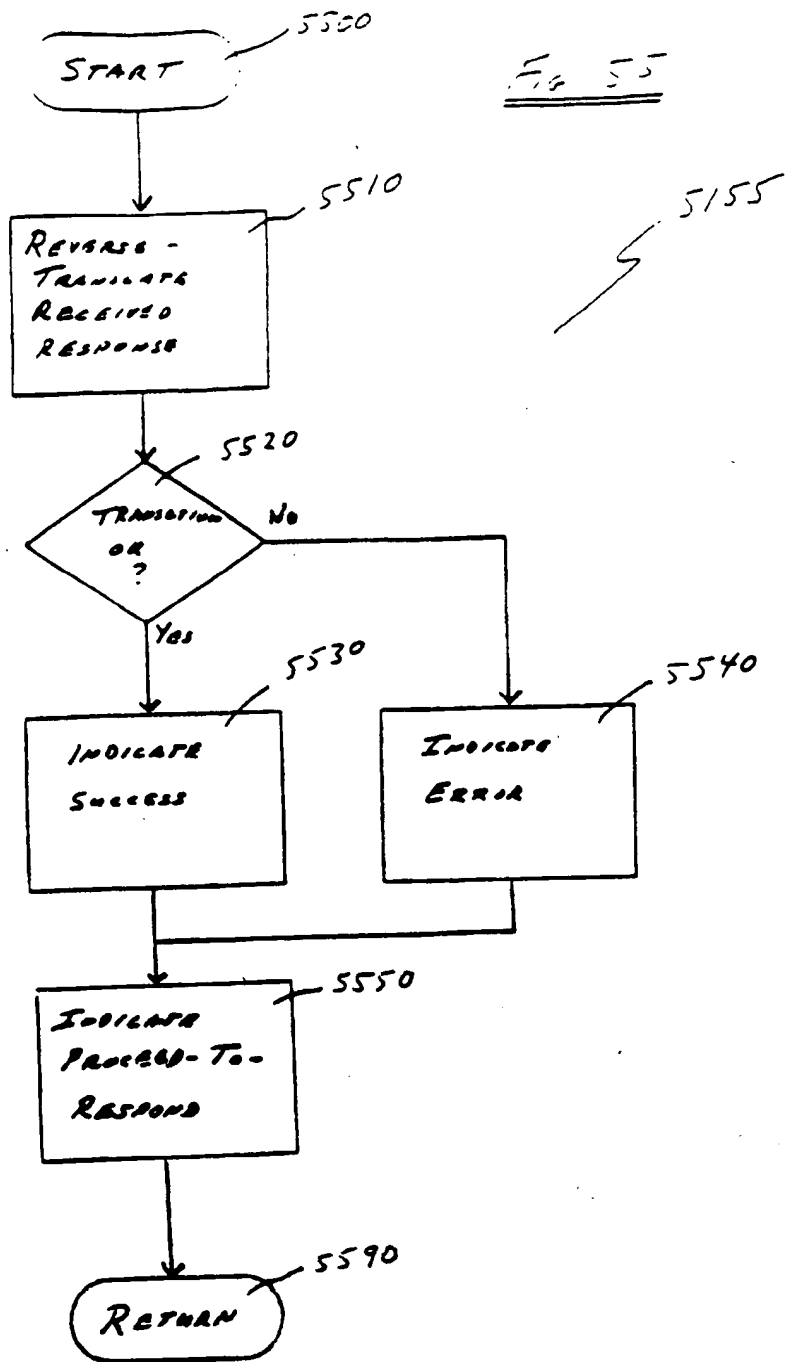 5500
START
Fig 55
5510
5155
REVERSE -
TRANSLATE
RECEIVED
RESPONSE
5520
OK
?
No
Yes
5530
5540
INDICATE
SUCCESS
INDICATE
ERROR
5550
INDICATE
PROCEED-TO-
RESPOND
5590
RETURN